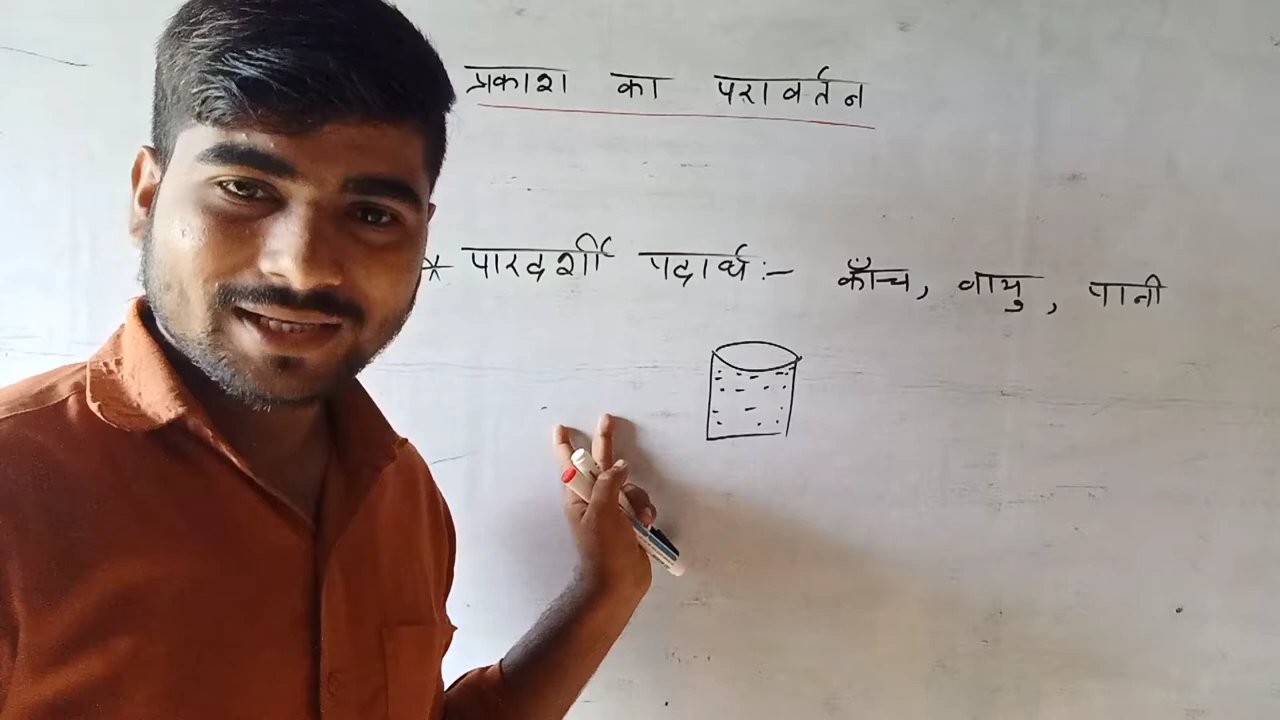 प्रकाश का परावर्तन
* पारदर्शी पदार्थ :- काँच, वायु, पानी